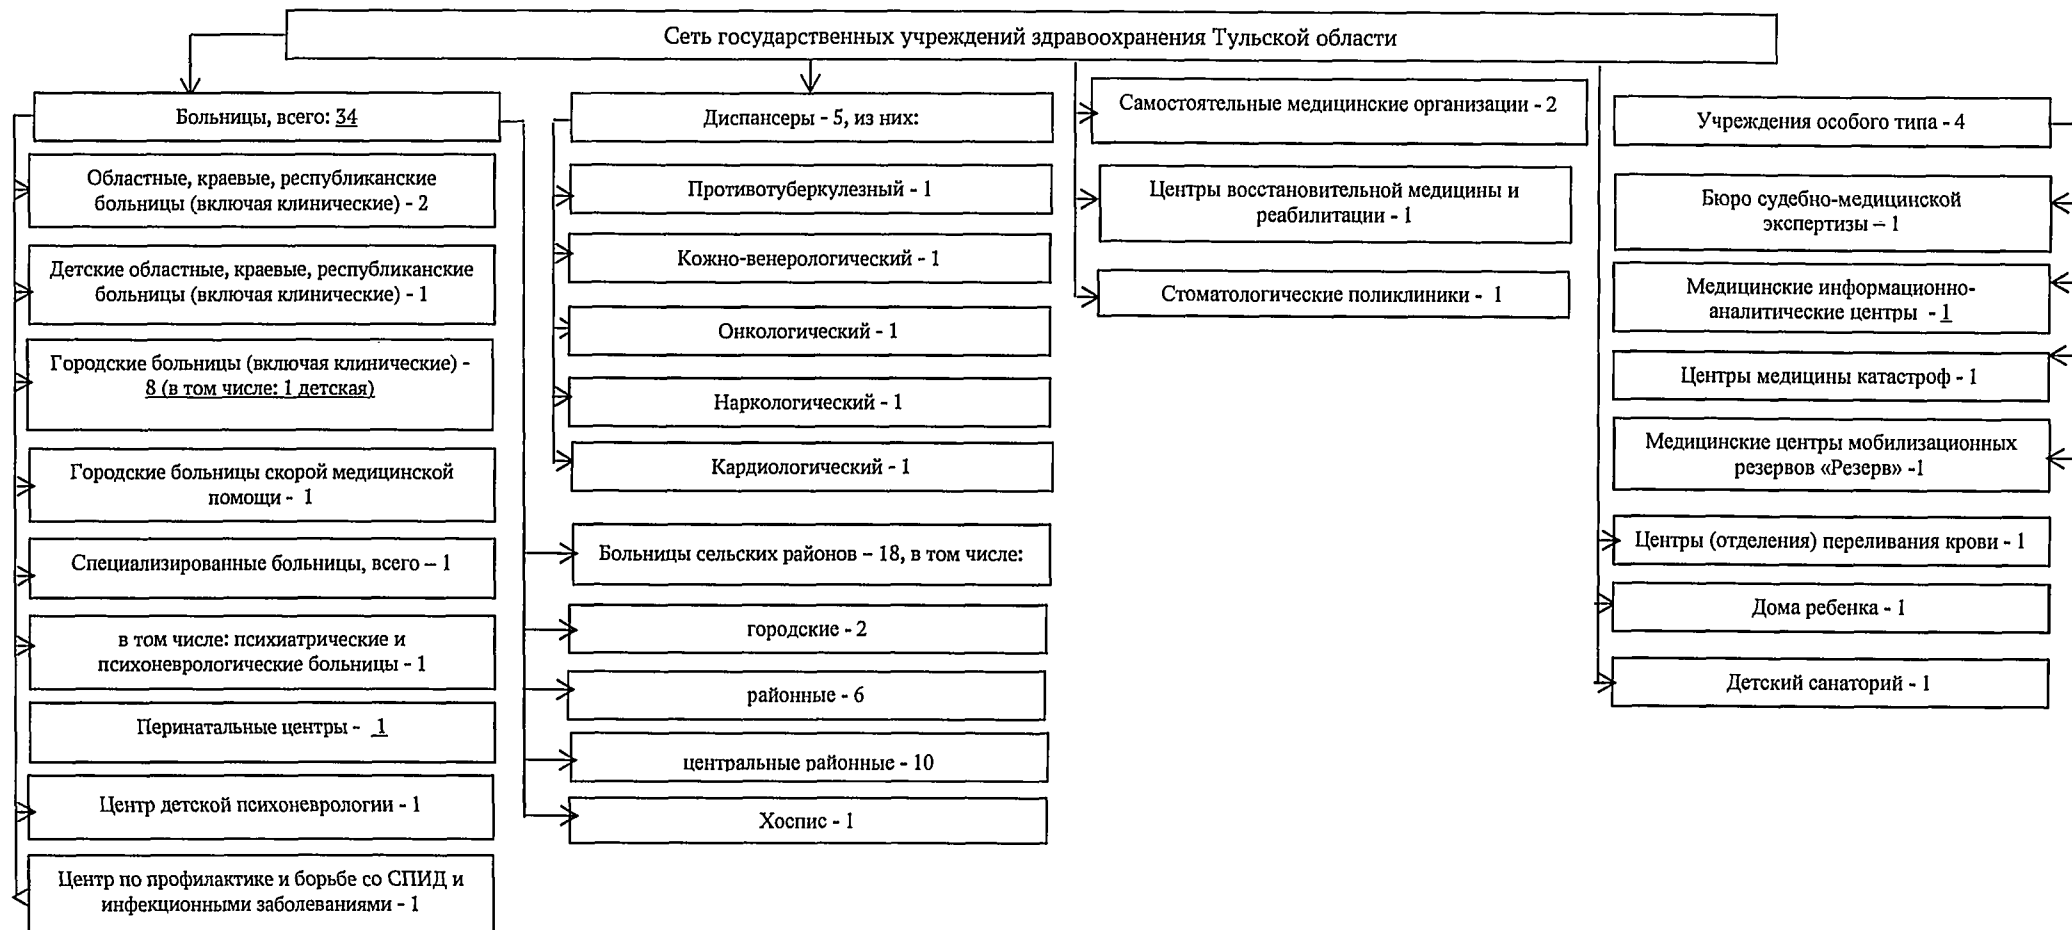 Сеть государственных учреждений здравоохранения Тульской области
Больницы, всего: 34
Областные, краевые, республиканские
больницы (включая клинические) - 2
Детские областные, краевые, республиканские
больницы (включая клинические) - 1
Городские больницы (включая клинические) -
8 (в том числе: 1 детская)
Городские больницы скорой медицинской
помощи - 1
Специализированные больницы, всего – 1
в том числе: психиатрические и
психоневрологические больницы - 1
Перинатальные центры - 1
Центр детской психоневрологии - 1
Центр по профилактике и борьбе со СПИД и
инфекционными заболеваниями - 1
Диспансеры - 5, из них:
Противотуберкулезный - 1
Кожно-венерологический - 1
Онкологический - 1
Наркологический - 1
Кардиологический - 1
Больницы сельских районов – 18, в том числе:
городские - 2
районные - 6
центральные районные - 10
Хоспис - 1
Самостоятельные медицинские организации - 2
Центры восстановительной медицины и
реабилитации - 1
Стоматологические поликлиники - 1
Учреждения особого типа - 4
Бюро судебно-медицинской
экспертизы – 1
Медицинские информационно-
аналитические центры - 1
Центры медицины катастроф - 1
Медицинские центры мобилизационных
резервов «Резерв» -1
Центры (отделения) переливания крови - 1
Дома ребенка - 1
Детский санаторий - 1